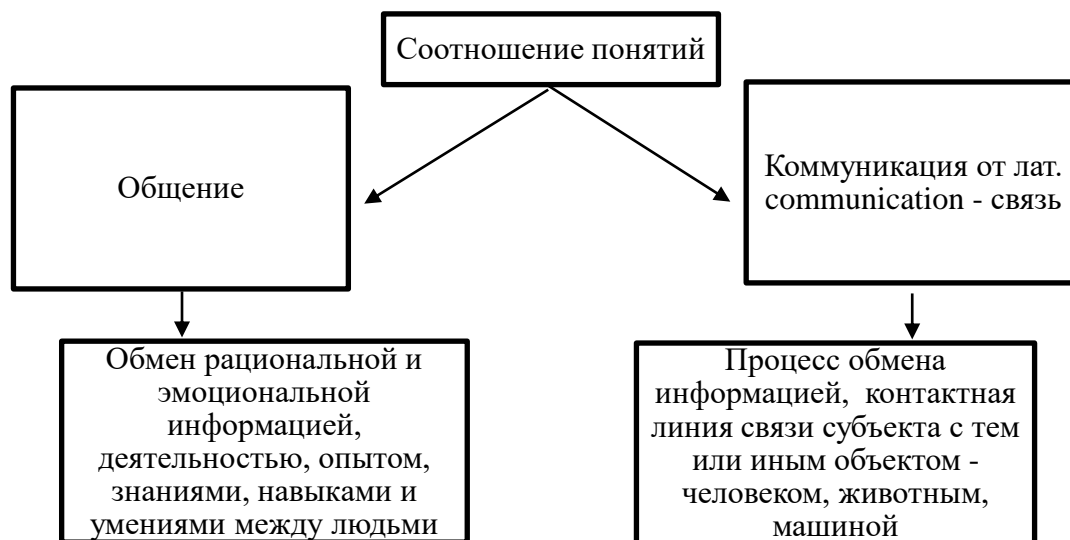 Соотношение понятий
Общение
Коммуникация от лат.
communication - связь
Обмен рациональной и
эмоциональной
информацией,
деятельностью, опытом,
знаниями, навыками и
умениями между людьми
Процесс обмена
информацией, контактная
линия связи субъекта с тем
или иным объектом -
человеком, животным,
машиной